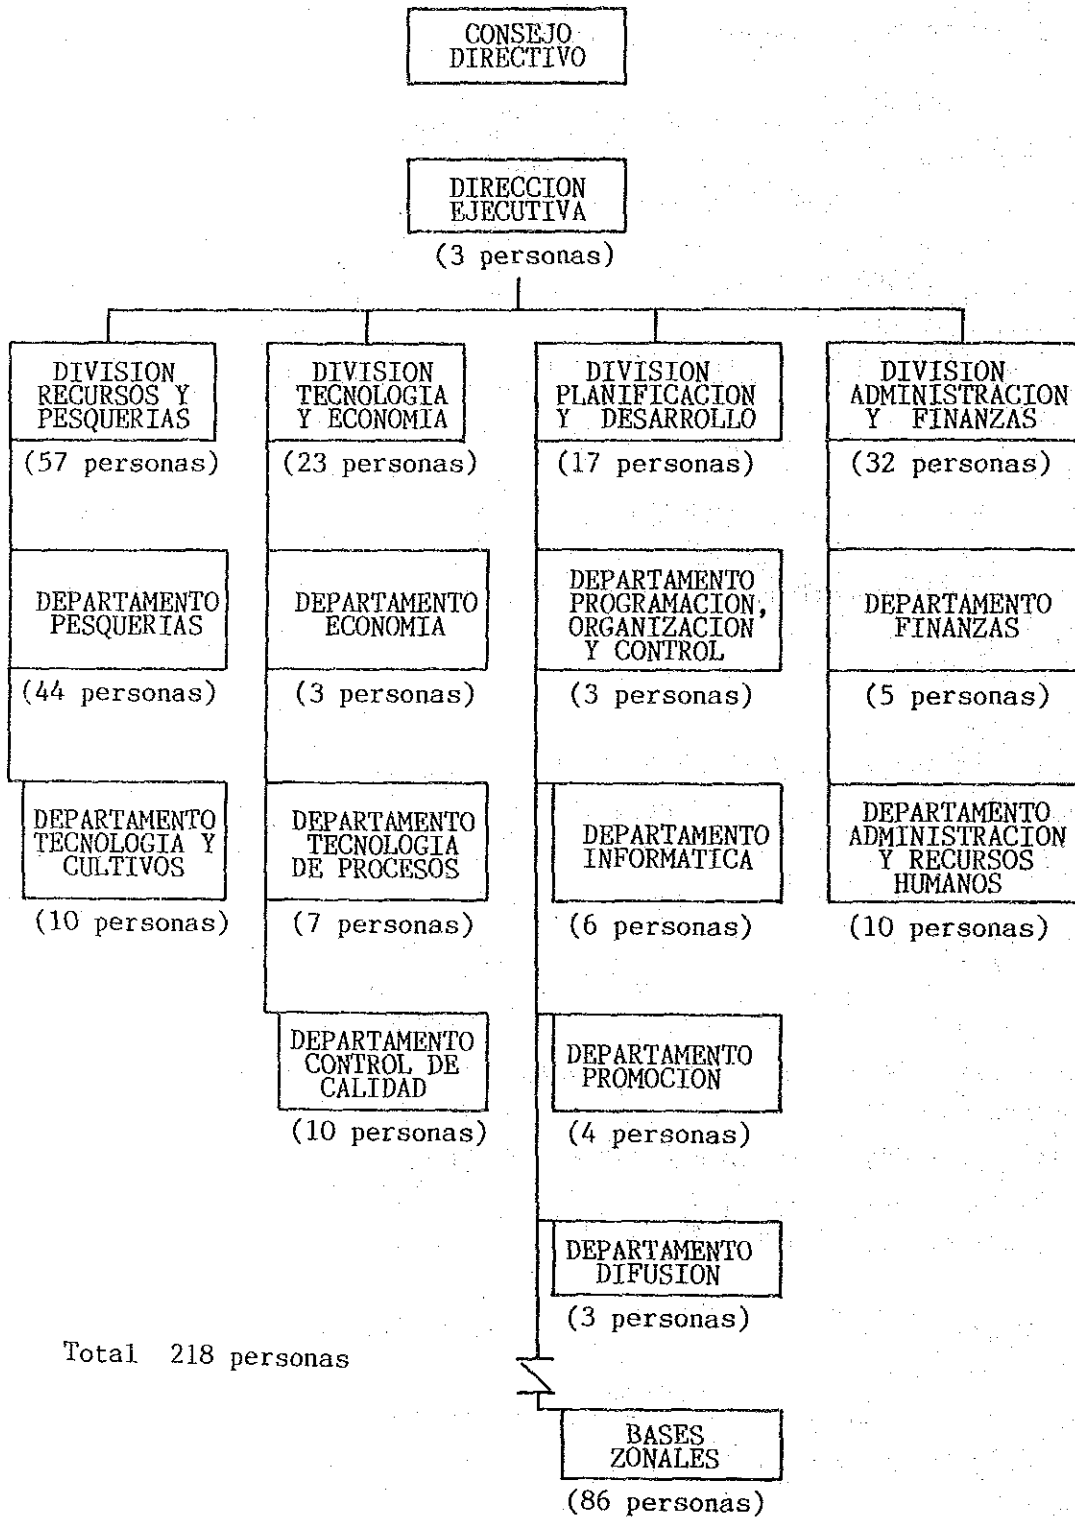 CONSEJO
DIRECTIVO
DIRECCION
EJECUTIVA
(3 personas)
DIVISION
RECURSOS Y
PESQUERIAS
(57 personas)
DIVISION
TECNOLOGIA
Y ECONOMIA
(23 personas)
DIVISION
PLANIFICACION
Y DESARROLLO
(17 personas)
DIVISION
ADMINISTRACION
Y FINANZAS
(32 personas)
DEPARTAMENTO
PESQUERIAS
(44 personas)
DEPARTAMENTO
ECONOMIA
(3 personas)
DEPARTAMENTO
PROGRAMACION,
ORGANIZACION
Y CONTROL
(3 personas)
DEPARTAMENTO
FINANZAS
(5 personas)
DEPARTAMENTO
TECNOLOGIA Y
CULTIVOS
(10 personas)
DEPARTAMENTO
TECNOLOGIA
DE PROCESOS
(7 personas)
DEPARTAMENTO
INFORMATICA
(6 personas)
DEPARTAMENTO
ADMINISTRACION
Y RECURSOS
HUMANOS
(10 personas)
DEPARTAMENTO
CONTROL DE
CALIDAD
(10 personas)
DEPARTAMENTO
PROMOCION
(4 personas)
DEPARTAMENTO
DIFUSION
(3 personas)
Total 218 personas
BASES
ZONALES
(86 personas)